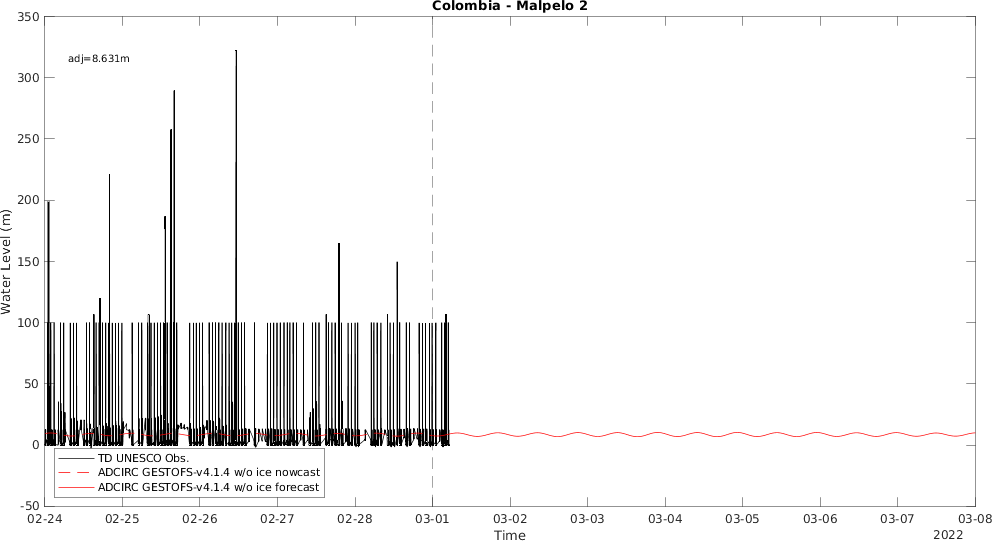 Colombia - Malpelo 2
adj=8.631m
Water Level (m)
350
300
250
200
150
100
50
0
-50
TD UNESCO Obs.
ADCIRC GESTOFS-v4.1.4 w/o ice nowcast
ADCIRC GESTOFS-v4.1.4 w/o ice forecast
02-24 02-25 02-26 02-27 02-28 03-01 03-02 03-03 03-04 03-05 03-06 03-07 03-08
Time
2022